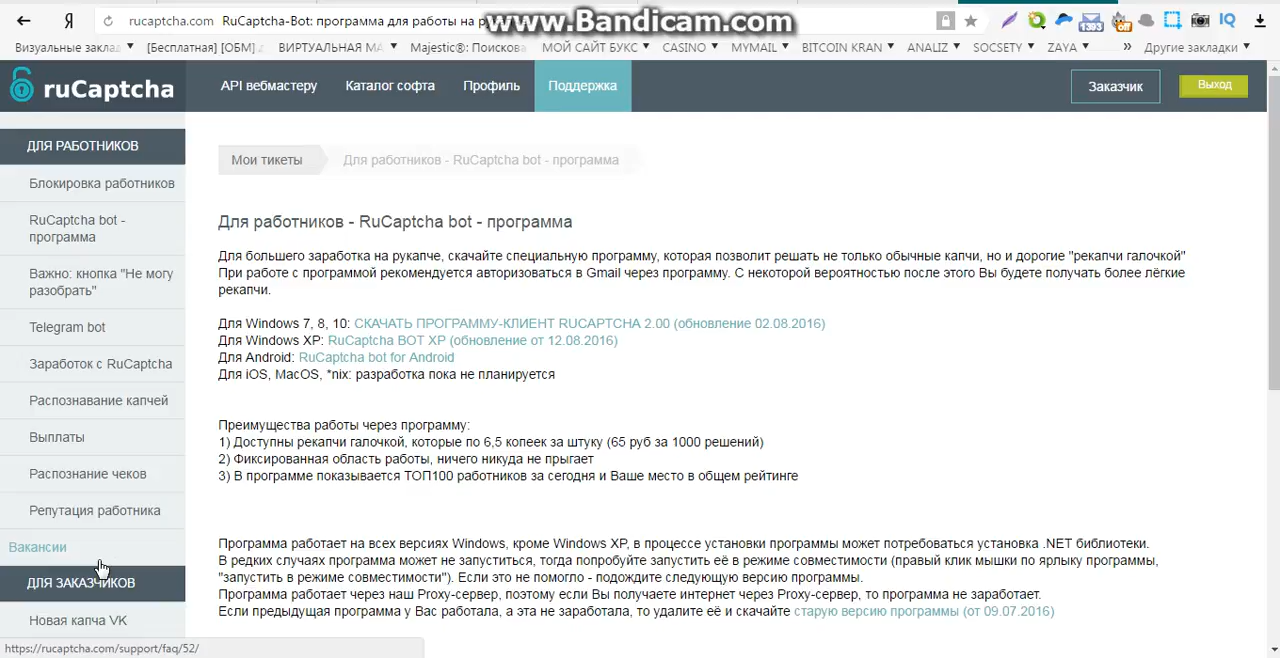 rucaptcha.com RuCaptcha-Bot: программа для работы на р
www.Bandicam.com
Визуальные заклад
[Бесплатная] [ОБМ]
ВИРТУАЛЬНАЯ МА
Majestic®: Поискова
МОЙ САЙТ БУКС
CASINO
MYMAIL
BITCOIN KRAN
ANALIZ
SOCSETY
ZAYA
» Другие закладки
ruCaptcha
API вебмастеру
Каталог софта
Профиль
Поддержка
Заказчик
Выход
ДЛЯ РАБОТНИКОВ
Блокировка работников
RuCaptcha bot -
программа
Важно: кнопка "Не могу
разобрать"
Telegram bot
Заработок с RuCaptcha
Распознавание капчей
Выплаты
Распознание чеков
Репутация работника
Вакансии
ДЛЯ ЗАКАЗЧИКОВ
Новая капча VK
https://rucaptcha.com/support/faq/52/
Мои тикеты
Для работников - RuCaptcha bot - программа
Для работников - RuCaptcha bot - программа
Для большего заработка на рукапче, скачайте специальную программу, которая позволит решать не только обычные капчи, но и дорогие "рекапчи галочкой"
При работе с программой рекомендуется авторизоваться в Gmail через программу. С некоторой вероятностью после этого Вы будете получать более лёгкие
рекапчи.
Для Windows 7, 8, 10: СКАЧАТЬ ПРОГРАММУ-КЛИЕНТ RUCAPTCHA 2.00 (обновление 02.08.2016)
Для Windows XP: RuCaptcha BOT XP (обновление от 12.08.2016)
Для Android: RuCaptcha bot for Android
Для iOS, MacOS, *nix: разработка пока не планируется
Преимущества работы через программу:
1) Доступны рекапчи галочкой, которые по 6,5 копеек за штуку (65 руб за 1000 решений)
2) Фиксированная область работы, ничего никуда не прыгает
3) В программе показывается ТОП100 работников за сегодня и Ваше место в общем рейтинге
Программа работает на всех версиях Windows, кроме Windows XP, в процессе установки программы может потребоваться установка .NET библиотеки.
В редких случаях программа может не запуститься, тогда попробуйте запустить её в режиме совместимости (правый клик мышки по ярлыку программы,
"запустить в режиме совместимости"). Если это не помогло - подождите следующую версию программы.
Программа работает через наш Proxy-сервер, поэтому если Вы получаете интернет через Proxy-сервер, то программа не заработает.
Если предыдущая программа у Вас работала, а эта не заработала, то удалите её и скачайте старую версию программы (от 09.07.2016)